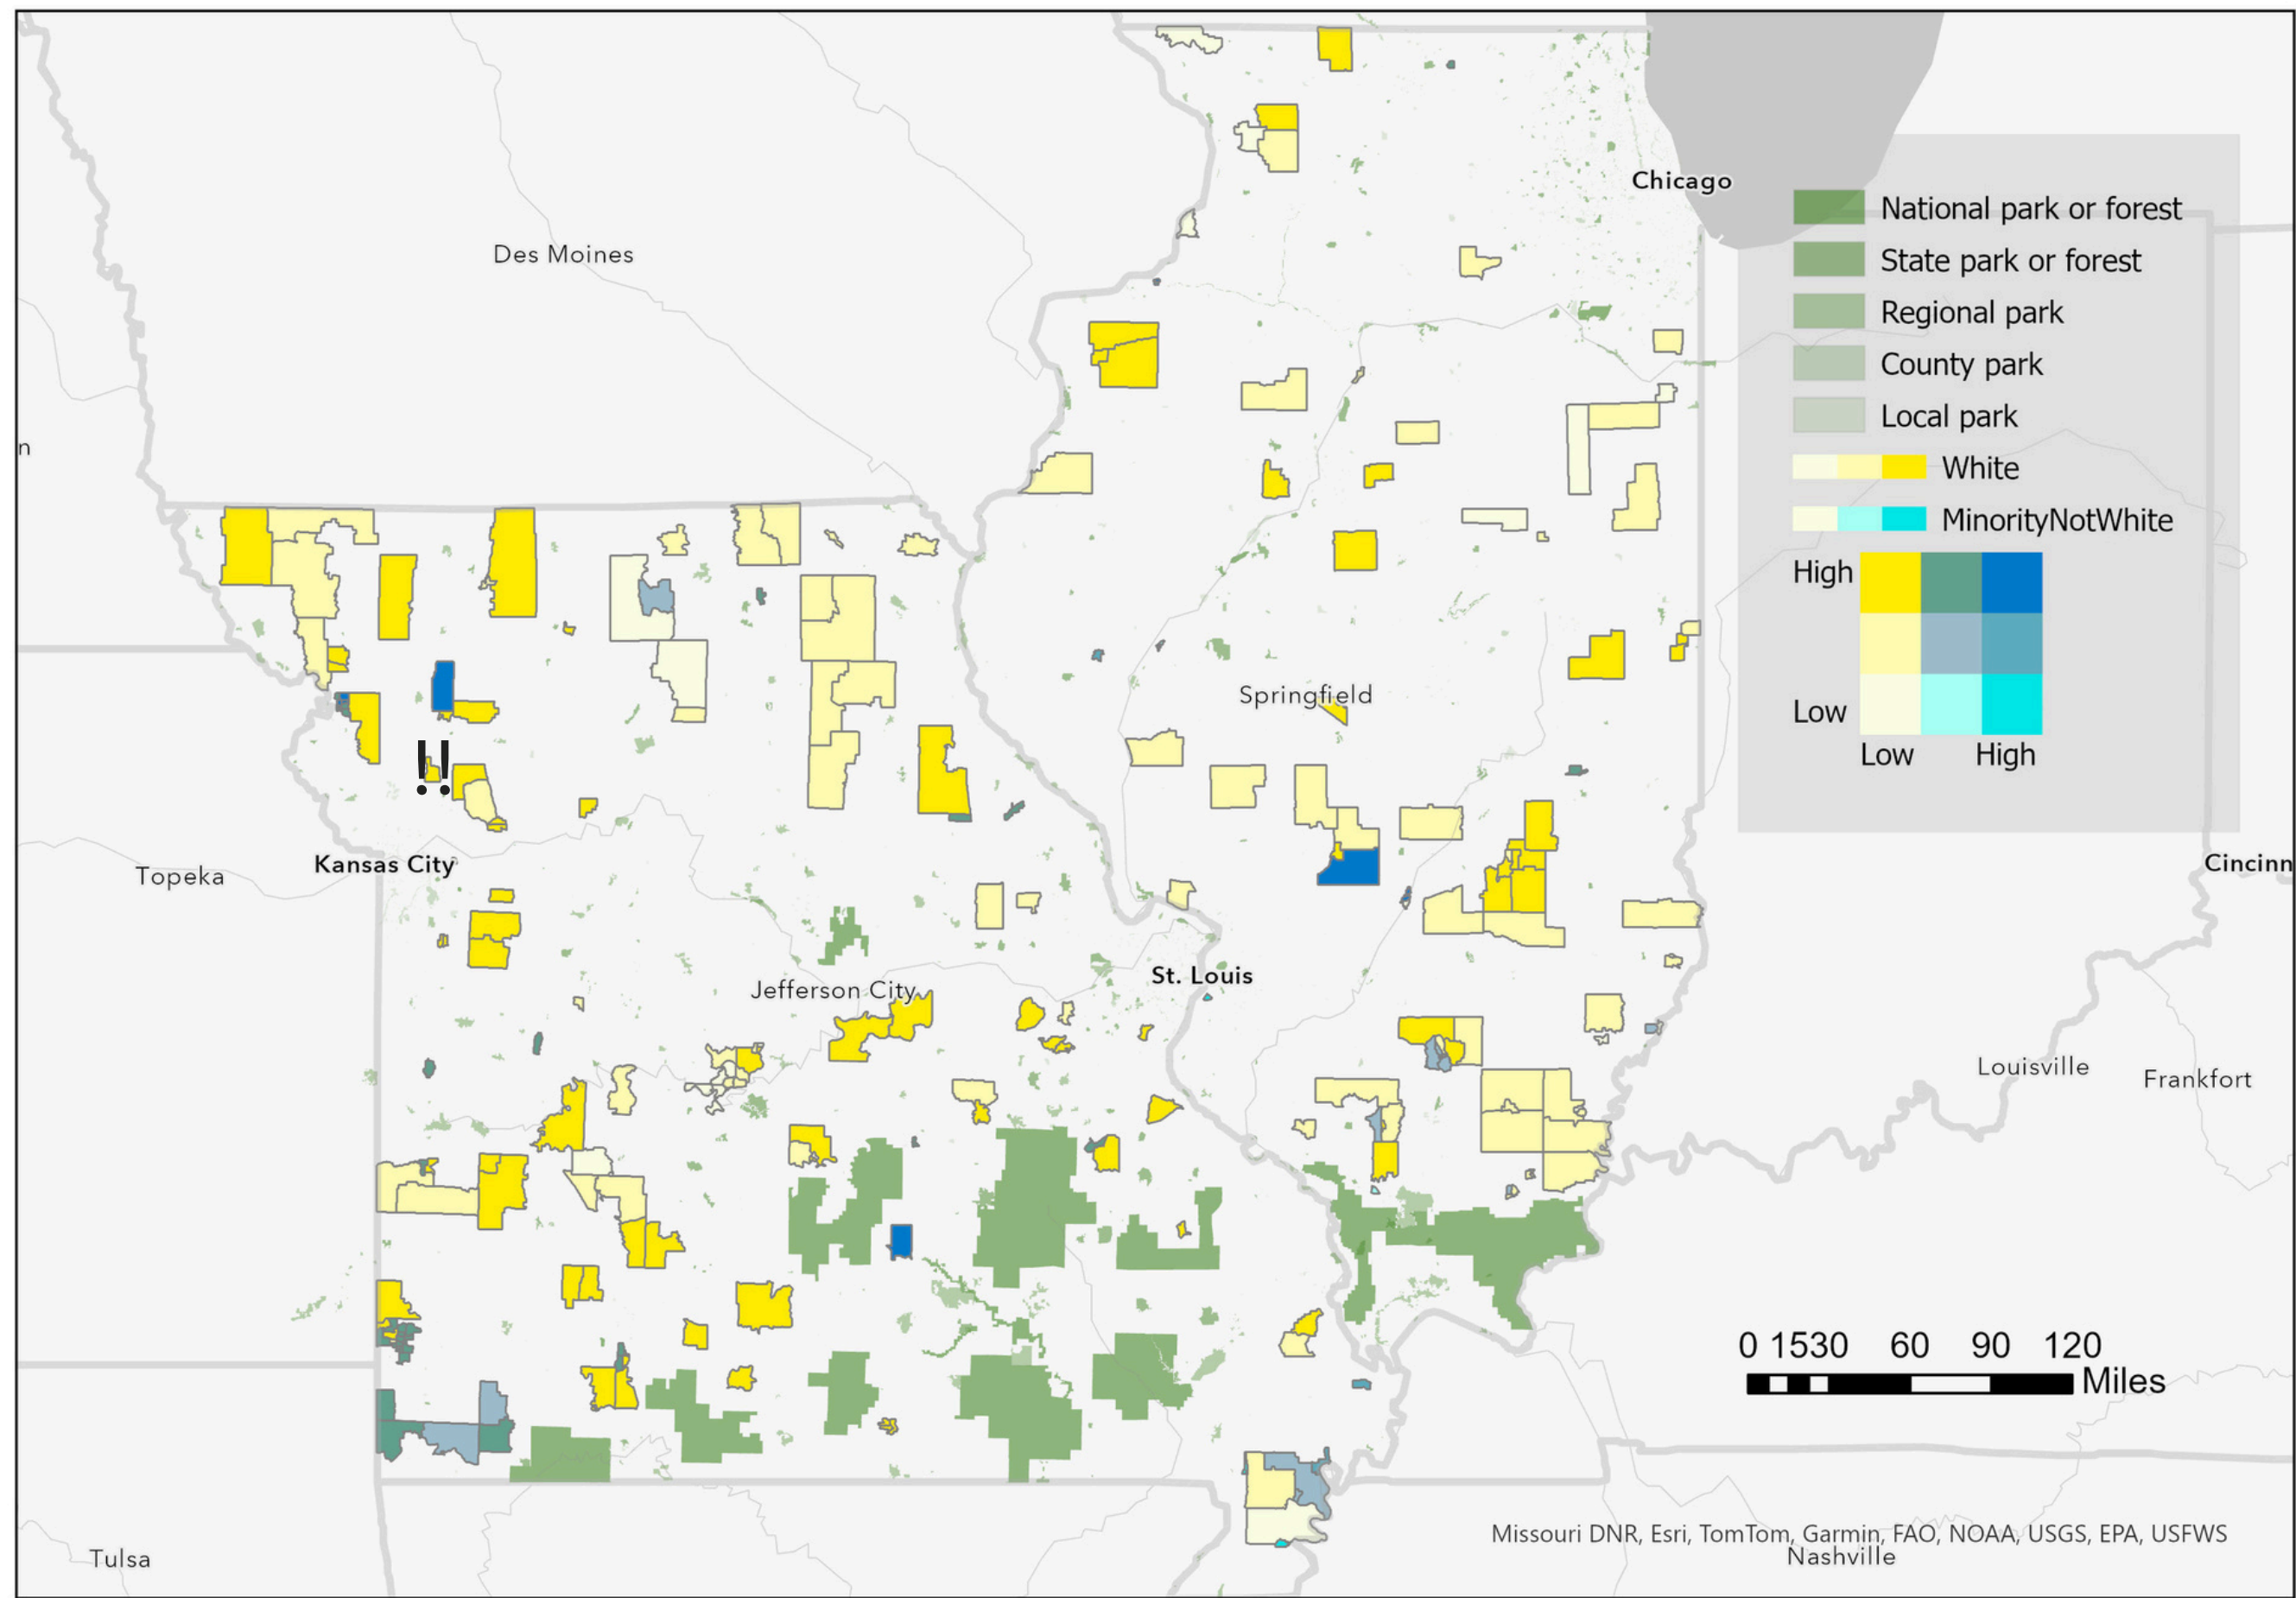 Chicago
Des Moines
n
Springfield
!!
Kansas City
Topeka
Jefferson City
St. Louis
Cincinn
Louisville
Frankfort
Tulsa
Nashville
National park or forest
State park or forest
Regional park
County park
Local park
White
MinorityNotWhite
High
Low
Low High
0 15 30 60 90 120
Miles
Missouri DNR, Esri, TomTom, Garmin, FAO, NOAA, USGS, EPA, USFWS